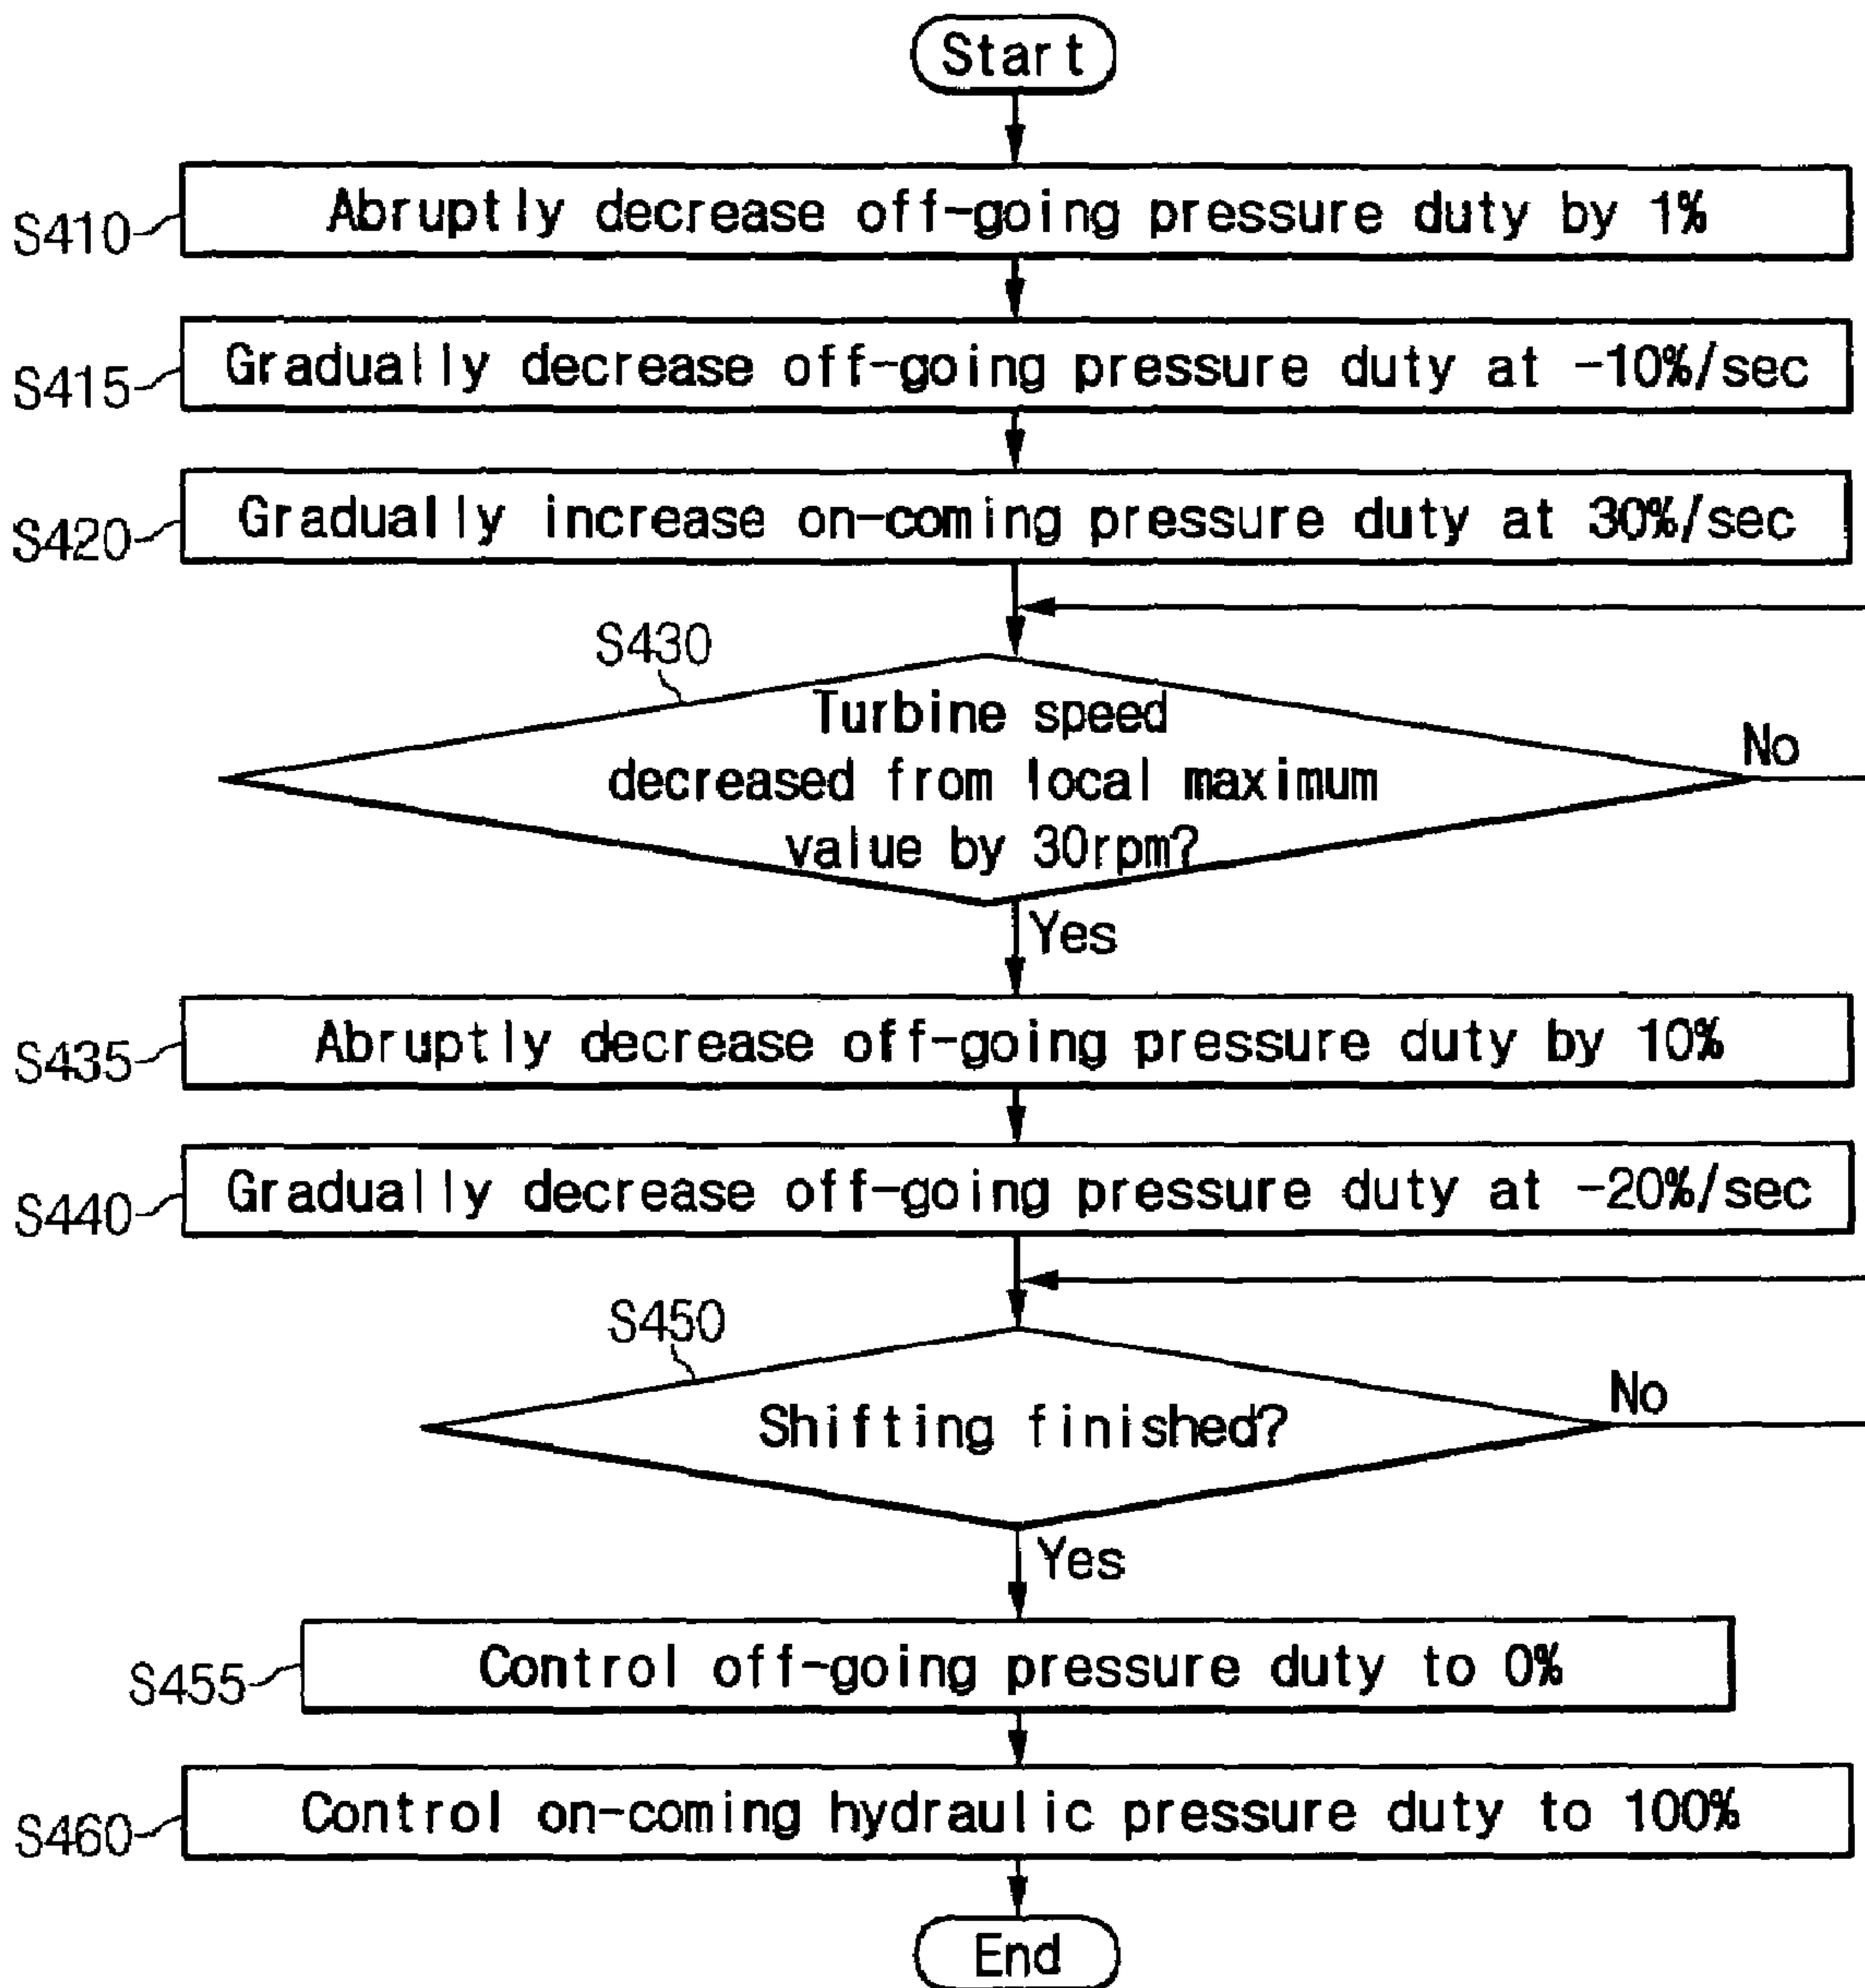 Start
S410
Abruptly decrease off-going pressure duty by 1%
S415
Gradually decrease off-going pressure duty at -10%/sec
S420
Gradually increase on-coming pressure duty at 30%/sec
S430
Turbine speed
decreased from local maximum
value by 30rpm?
No
Yes
S435
Abruptly decrease off-going pressure duty by 10%
S440
Gradually decrease off-going pressure duty at -20%/sec
S450
Shifting finished?
No
Yes
S455
Control off-going pressure duty to 0%
S460
Control on-coming hydraulic pressure duty to 100%
End